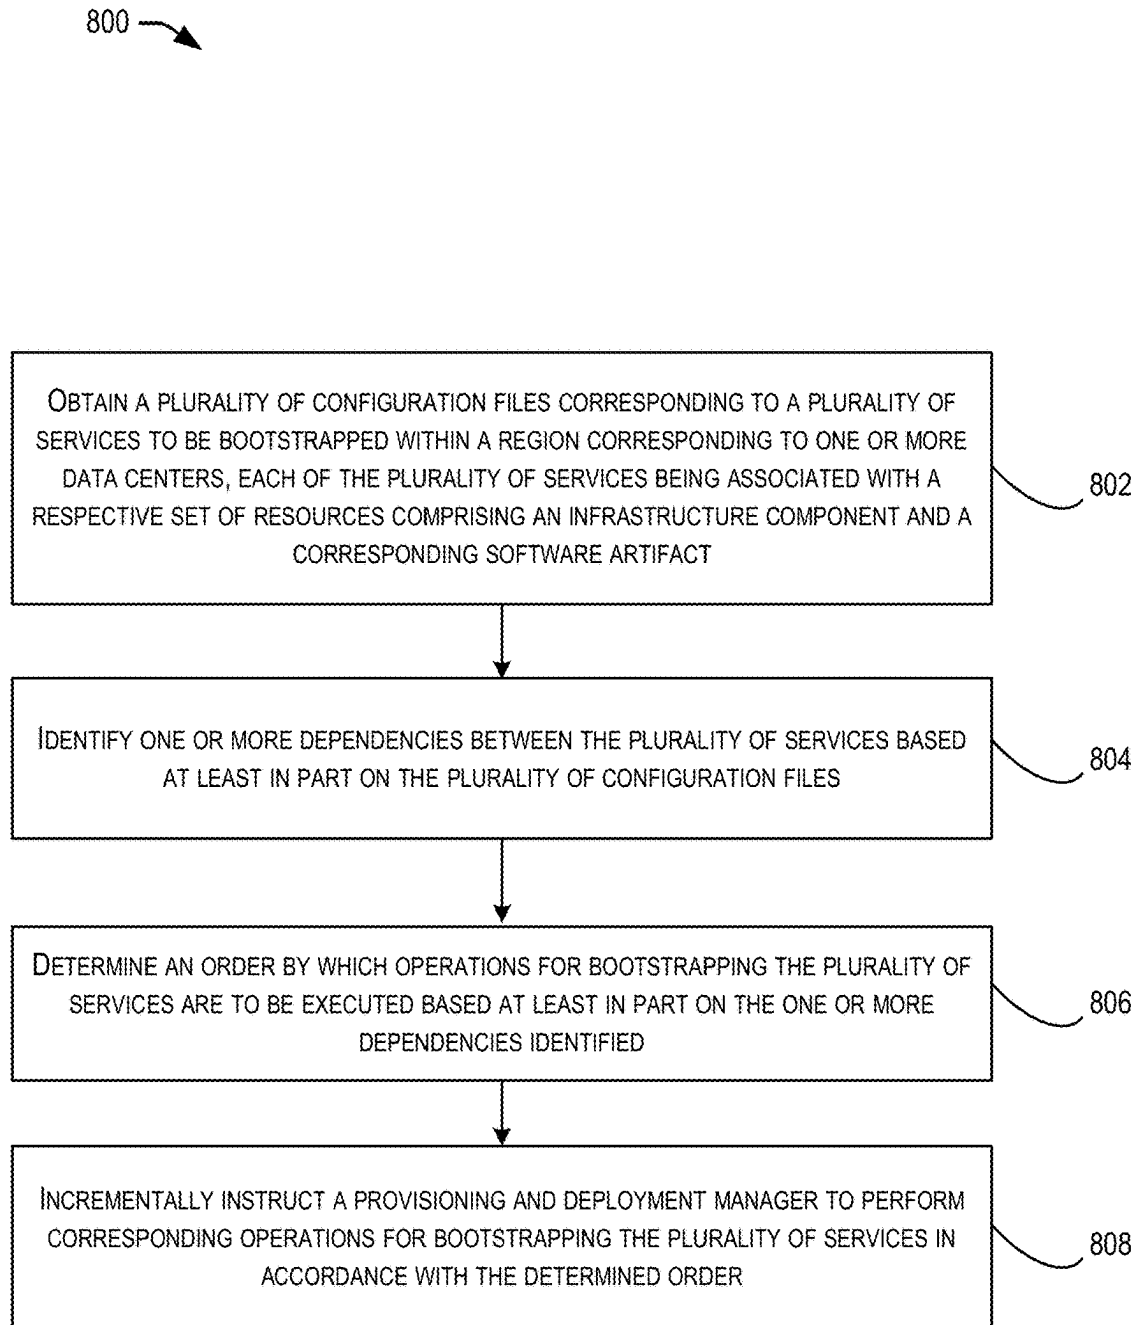 800
OBTAIN A PLURALITY OF CONFIGURATION FILES CORRESPONDING TO A PLURALITY OF
SERVICES TO BE BOOTSTRAPPED WITHIN A REGION CORRESPONDING TO ONE OR MORE
DATA CENTERS, EACH OF THE PLURALITY OF SERVICES BEING ASSOCIATED WITH A
RESPECTIVE SET OF RESOURCES COMPRISING AN INFRASTRUCTURE COMPONENT AND A
CORRESPONDING SOFTWARE ARTIFACT
802
IDENTIFY ONE OR MORE DEPENDENCIES BETWEEN THE PLURALITY OF SERVICES BASED
AT LEAST IN PART ON THE PLURALITY OF CONFIGURATION FILES
804
DETERMINE AN ORDER BY WHICH OPERATIONS FOR BOOTSTRAPPING THE PLURALITY OF
SERVICES ARE TO BE EXECUTED BASED AT LEAST IN PART ON THE ONE OR MORE
DEPENDENCIES IDENTIFIED
806
INCREMENTALLY INSTRUCT A PROVISIONING AND DEPLOYMENT MANAGER TO PERFORM
CORRESPONDING OPERATIONS FOR BOOTSTRAPPING THE PLURALITY OF SERVICES IN
ACCORDANCE WITH THE DETERMINED ORDER
808